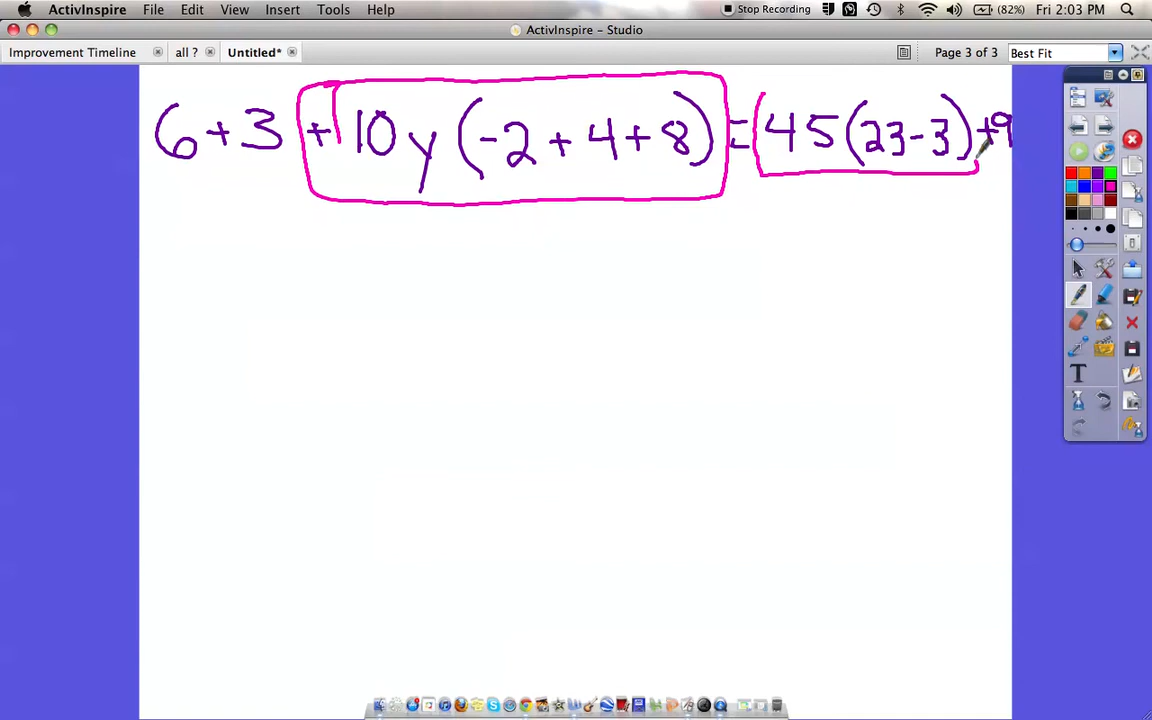 ActivInspire File Edit View Insert Tools Help Stop Recording (82%) Fri 2:03 PM
ActivInspire – Studio
Improvement Timeline all ? Untitled* Page 3 of 3 Best Fit
6+3 +10y(-2+4+8)=45(23-3)+9
T